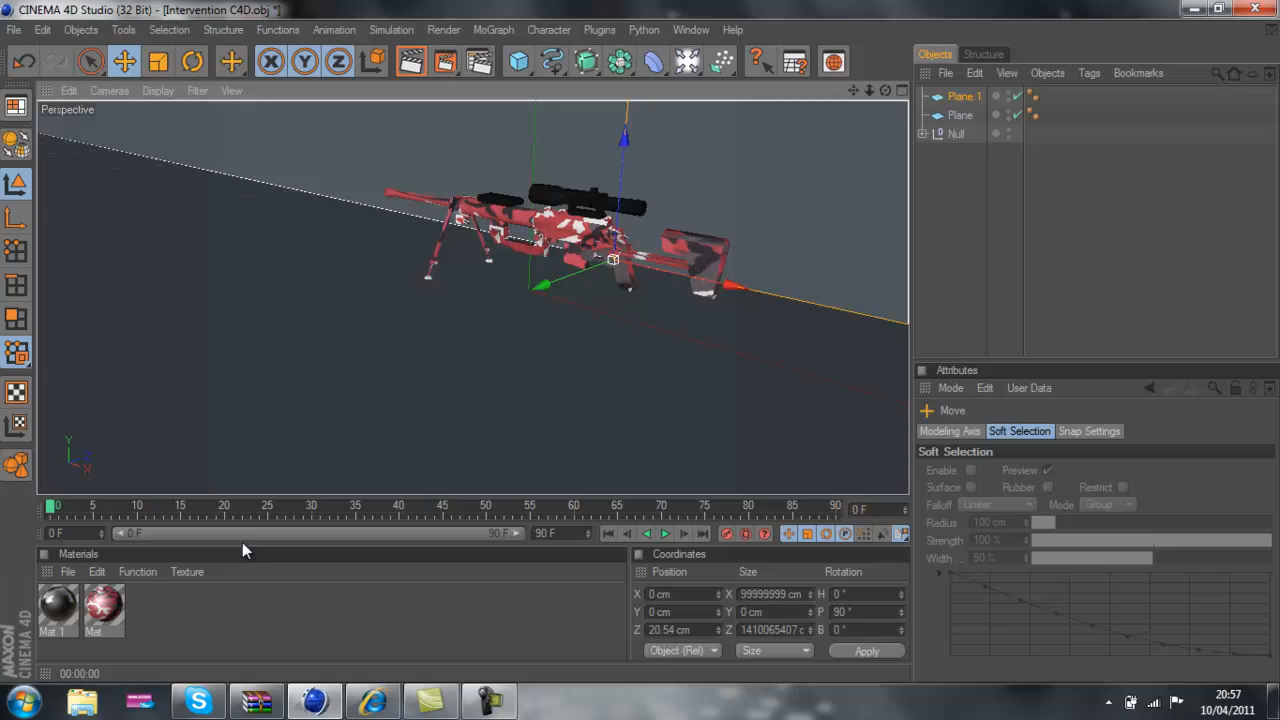 CINEMA 4D Studio (32 Bit) - [Intervention C4D.obj *]
File Edit Objects Tools Selection Structure Functions Animation Simulation Render MoGraph Character Plugins Python Window Help
Edit Cameras Display Filter View
Perspective
Y
Z
X
0 5 10 15 20 25 30 35 40 45 50 55 60 65 70 75 80 85 90 0 F
0 F 0 F 90 F 90 F
Materials
File Edit Function Texture
Mat 1 Mat
00:00:00
MAXON CINEMA 4D
Coordinates
Position Size Rotation
X 0 cm X 99999999 cm H 0 °
Y 0 cm Y 0 cm P 90 °
Z 20.54 cm Z 1410065407 c B 0 °
Object (Rel) Size Apply
Objects Structure
File Edit View Objects Tags Bookmarks
Plane 1
Plane
Null
Attributes
Mode Edit User Data
Move
Modeling Axis Soft Selection Snap Settings
Soft Selection
Enable Preview
Surface Rubber Restrict
Falloff Linear Mode Group
Radius 100 cm
Strength 100 %
Width . . 50 %
20:57
10/04/2011